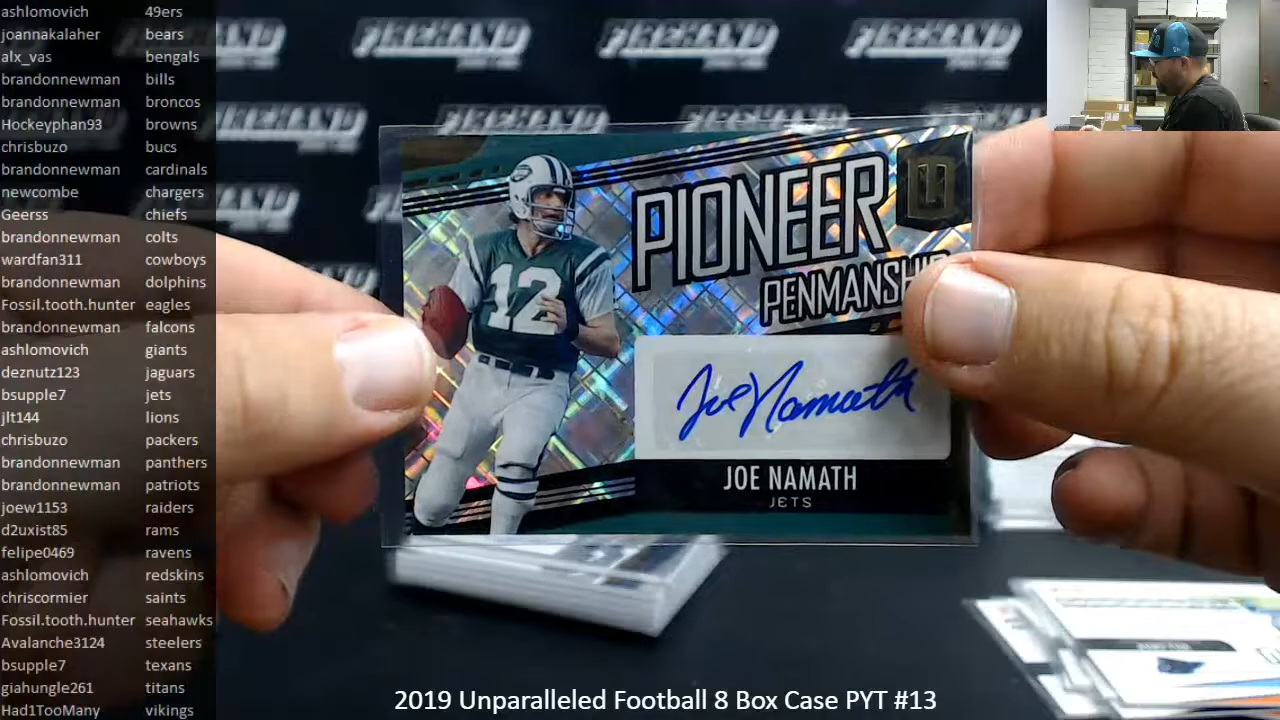 ashlomovich 49ers
joannakalaher bears
alx_vas bengals
brandonnewman bills
brandonnewman broncos
Hockeyphan93 browns
chrisbuzo bucs
brandonnewman cardinals
newcombe chargers
Geerss chiefs
brandonnewman colts
wardfan311 cowboys
brandonnewman dolphins
Fossil.tooth.hunter eagles
brandonnewman falcons
ashlomovich giants
deznutz123 jaguars
bsupple7 jets
jlt144 lions
chrisbuzo packers
brandonnewman panthers
brandonnewman patriots
joew1153 raiders
d2uxist85 rams
felipe0469 ravens
ashlomovich redskins
chriscormier saints
Fossil.tooth.hunter seahawks
Avalanche3124 steelers
bsupple7 texans
giahungle261 titans
Had1TooMany vikings
PIONEER
PENMANSHIP
12
Joe Namath
JOE NAMATH
JETS
2019 Unparalleled Football 8 Box Case PYT #13